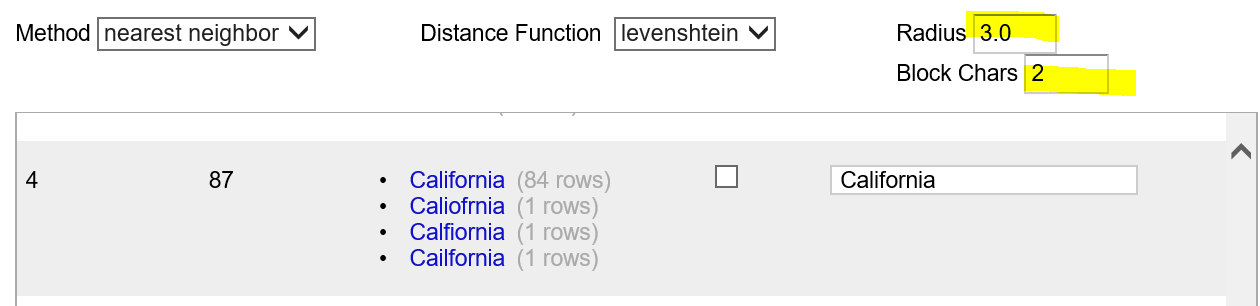 Method nearest neighbor Distance Function levenshtein Radius 3.0
Block Chars 2
4 87 • California (84 rows) California
• Caliofrnia (1 rows)
• Calfiornia (1 rows)
• Cailfornia (1 rows)